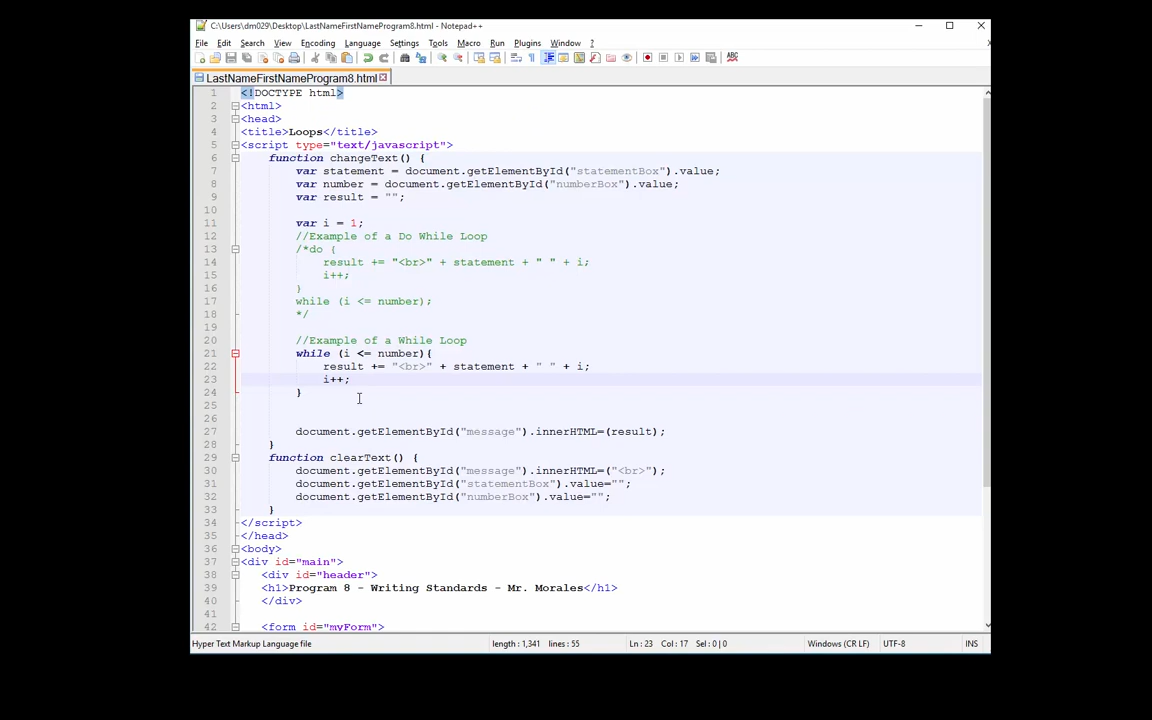 C:\Users\dm029\Desktop\LastNameFirstNameProgram8.html - Notepad++
File Edit Search View Encoding Language Settings Tools Macro Run Plugins Window ?
LastNameFirstNameProgram8.html
1 <!DOCTYPE html>
2 <html>
3 <head>
4 <title>Loops</title>
5 <script type="text/javascript">
6 function changeText() {
7 var statement = document.getElementById("statementBox").value;
8 var number = document.getElementById("numberBox").value;
9 var result = "";
10
11 var i = 1;
12 //Example of a Do While Loop
13 /*do {
14 result += "<br>" + statement + " " + i;
15 i++;
16 }
17 while (i <= number);
18 */
19
20 //Example of a While Loop
21 while (i <= number){
22 result += "<br>" + statement + " " + i;
23 i++;
24 }
25
26
27 document.getElementById("message").innerHTML=(result);
28 }
29 function clearText() {
30 document.getElementById("message").innerHTML=("<br>");
31 document.getElementById("statementBox").value="";
32 document.getElementById("numberBox").value="";
33 }
34 </script>
35 </head>
36 <body>
37 <div id="main">
38 <div id="header">
39 <h1>Program 8 - Writing Standards - Mr. Morales</h1>
40 </div>
41
42 <form id="myForm">
Hyper Text Markup Language file length : 1,341 lines : 55 Ln : 23 Col : 17 Sel : 0 | 0 Windows (CR LF) UTF-8 INS